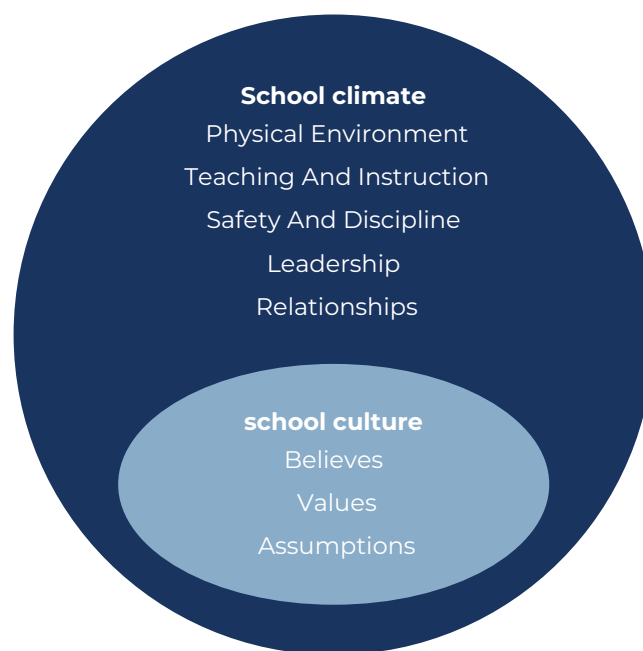 School climate
Physical Environment
Teaching And Instruction
Safety And Discipline
Leadership
Relationships
school culture
Believes
Values
Assumptions